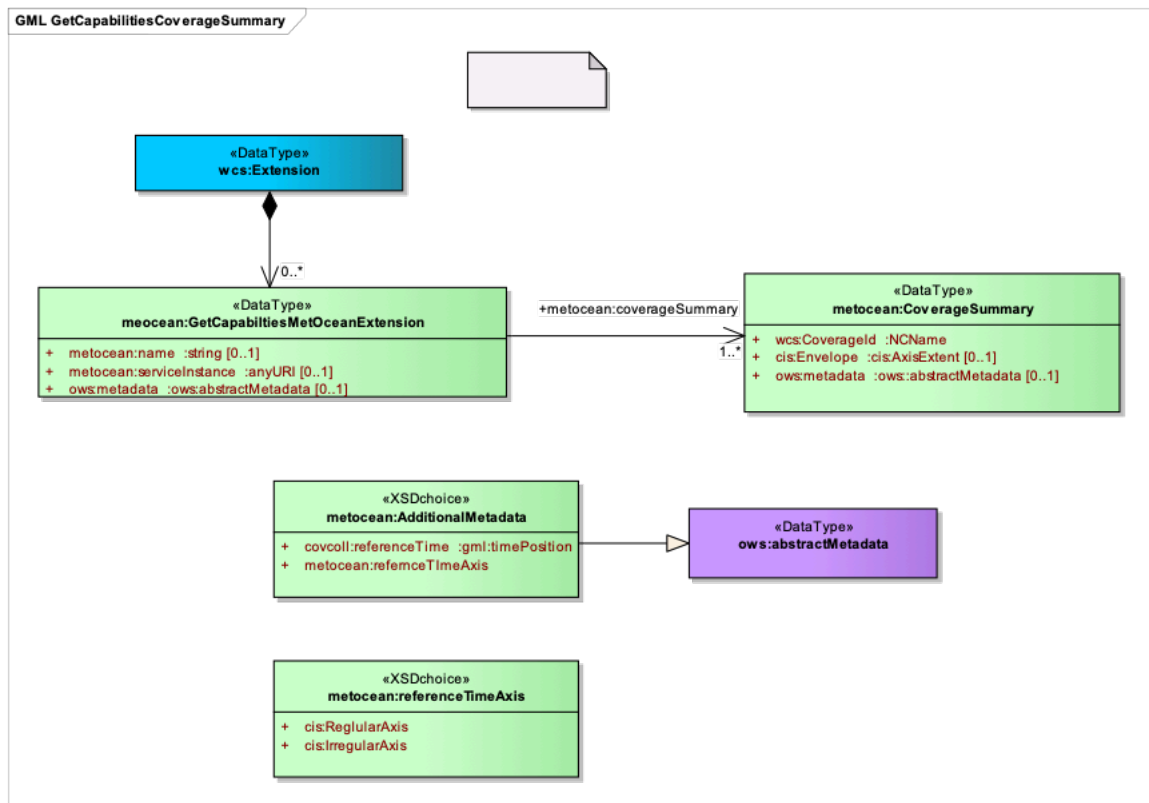 GML GetCapabilitiesCoverageSummary
«DataType»
wcs:Extension
0..*
«DataType»
meocean:GetCapabiltiesMetOceanExtension
+ metocean:name :string [0..1]
+ metocean:serviceInstance :anyURI [0..1]
+ ows:metadata :ows:abstractMetadata [0..1]
+metocean:coverageSummary
1..*
«DataType»
metocean:CoverageSummary
+ wcs:CoverageId :NCName
+ cis:Envelope :cis:AxisExtent [0..1]
+ ows:metadata :ows::abstractMetadata [0..1]
«XSDchoice»
metocean:AdditionalMetadata
+ covcoll:referenceTime :gml:timePosition
+ metocean:refernceTImeAxis
«DataType»
ows:abstractMetadata
«XSDchoice»
metocean:referenceTimeAxis
+ cis:ReglularAxis
+ cis:IrregularAxis